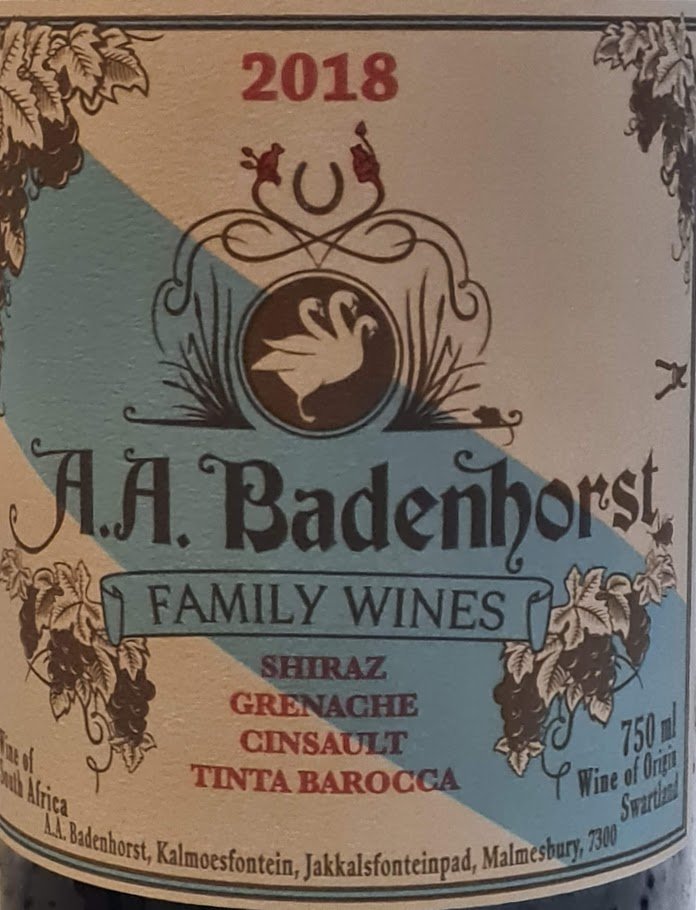 2018
A.A. Badenhorst
FAMILY WINES
SHIRAZ
GRENACHE
CINSAULT
TINTA BAROCCA
Wine of
South Africa
750 ml
Wine of Origin
Swartland
A.A. Badenhorst, Kalmoesfontein, Jakkalsfonteinpad, Malmesbury, 7300